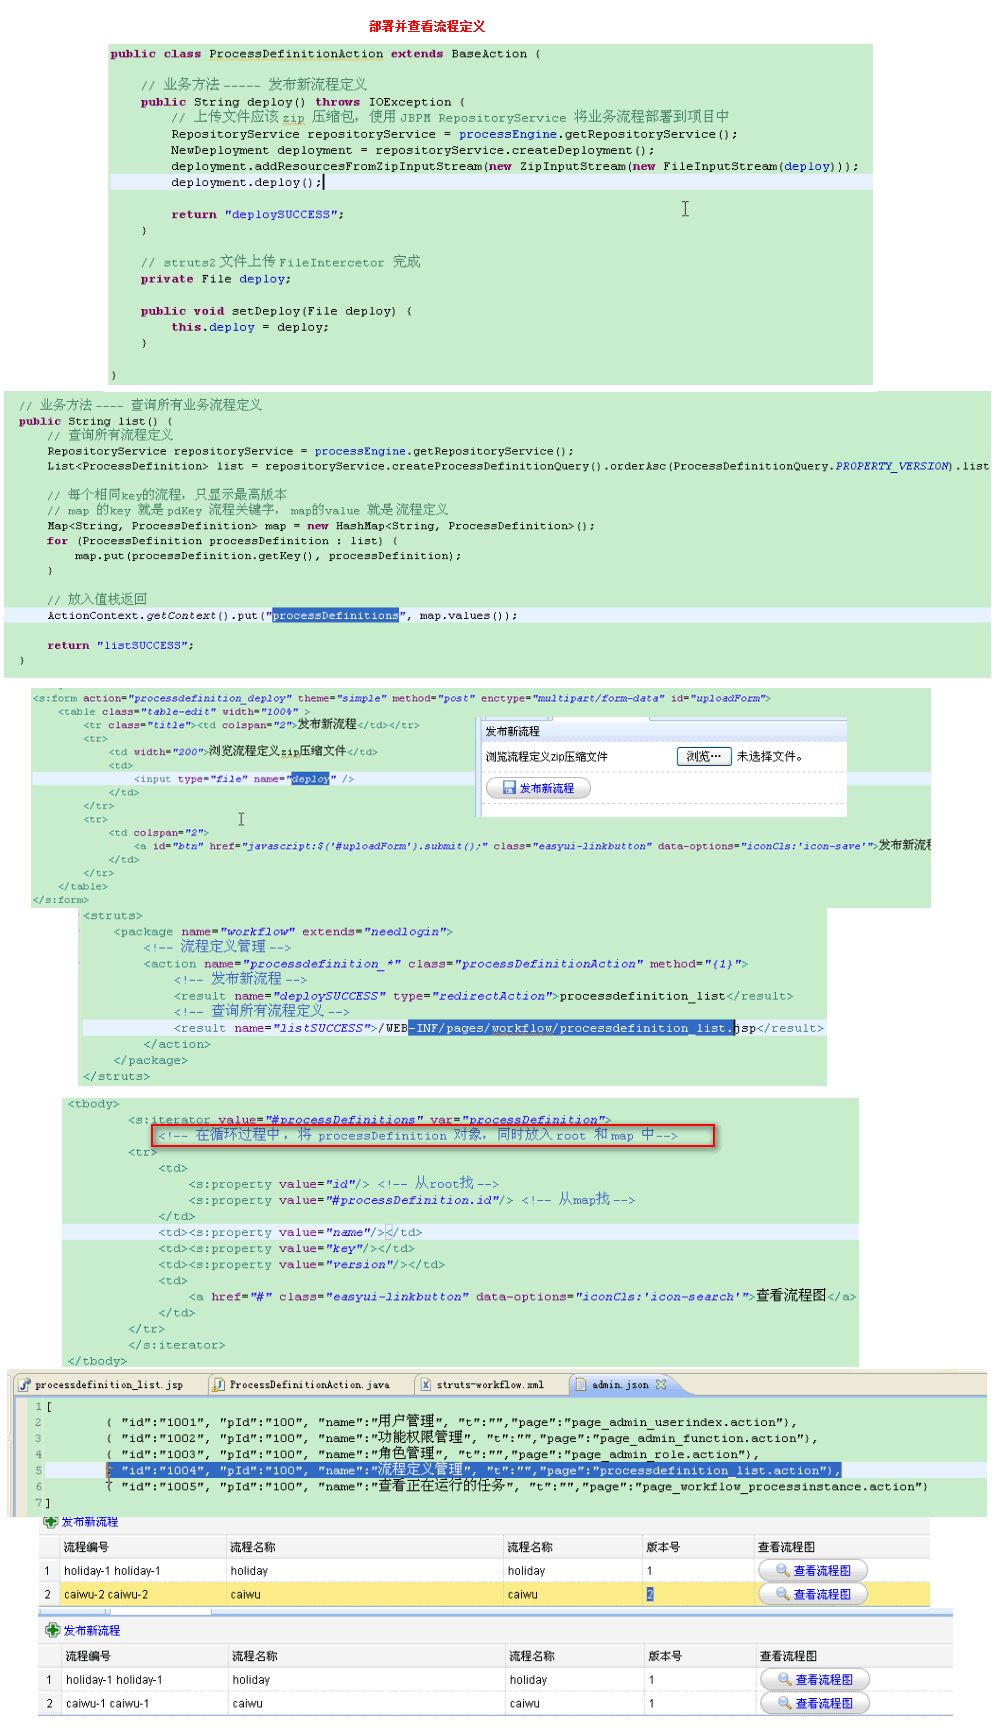 部署并查看流程定义
public class ProcessDefinitionAction extends BaseAction {
// 业务方法 ----- 发布新流程定义
public String deploy() throws IOException {
// 上传文件应该 zip 压缩包，使用 JBPM RepositoryService 将业务流程部署到项目中
RepositoryService repositoryService = processEngine.getRepositoryService();
NewDeployment deployment = repositoryService.createDeployment();
deployment.addResourcesFromZipInputStream(new ZipInputStream(new FileInputStream(deploy)));
deployment.deploy();
return "deploySUCCESS";
}
// struts2 文件上传 FileIntercetor 完成
private File deploy;
public void setDeploy(File deploy) {
this.deploy = deploy;
}
}
// 业务方法 ---- 查询所有业务流程定义
public String list() {
// 查询所有流程定义
RepositoryService repositoryService = processEngine.getRepositoryService();
List<ProcessDefinition> list = repositoryService.createProcessDefinitionQuery().orderAsc(ProcessDefinitionQuery.PROPERTY_VERSION).list
// 每个相同key的流程，只显示最高版本
// map 的key 就是 pdKey 流程关键字， map的value 就是 流程定义
Map<String, ProcessDefinition> map = new HashMap<String, ProcessDefinition>();
for (ProcessDefinition processDefinition : list) {
map.put(processDefinition.getKey(), processDefinition);
}
// 放入值栈返回
ActionContext.getContext().put("processDefinitions", map.values());
return "listSUCCESS";
}
<s:form action="processdefinition_deploy" theme="simple" method="post" enctype="multipart/form-data" id="uploadForm">
<table class="table-edit" width="100%" >
<tr class="title"><td colspan="2">发布新流程</td></tr>
<tr>
<td width="200">浏览流程定义zip压缩文件</td>
<td>
<input type="file" name="deploy" />
</td>
</tr>
<tr>
<td colspan="2">
<a id="btn" href="javascript:$('#uploadForm').submit();" class="easyui-linkbutton" data-options="iconCls:'icon-save'">发布新流程
</td>
</tr>
</table>
</s:form>
发布新流程
浏览流程定义zip压缩文件 浏览… 未选择文件。
发布新流程
<struts>
<package name="workflow" extends="needlogin">
<!-- 流程定义管理 -->
<action name="processdefinition_*" class="processDefinitionAction" method="{1}">
<!-- 发布新流程 -->
<result name="deploySUCCESS" type="redirectAction">processdefinition_list</result>
<!-- 查询所有流程定义 -->
<result name="listSUCCESS">/WEB-INF/pages/workflow/processdefinition_list.jsp</result>
</action>
</package>
</struts>
<tbody>
<s:iterator value="#processDefinitions" var="processDefinition">
<!-- 在循环过程中，将 processDefinition 对象，同时放入 root 和 map 中-->
<tr>
<td>
<s:property value="id"/> <!-- 从root找 -->
<s:property value="#processDefinition.id"/> <!-- 从map找 -->
</td>
<td><s:property value="name"/></td>
<td><s:property value="key"/></td>
<td><s:property value="version"/></td>
<td>
<a href="#" class="easyui-linkbutton" data-options="iconCls:'icon-search'">查看流程图</a>
</td>
</tr>
</s:iterator>
</tbody>
processdefinition_list.jsp ProcessDefinitionAction.java struts-workflow.xml admin.json
1 [
2 { "id":"1001", "pId":"100", "name":"用户管理", "t":"","page":"page_admin_userindex.action"},
3 { "id":"1002", "pId":"100", "name":"功能权限管理", "t":"","page":"page_admin_function.action"},
4 { "id":"1003", "pId":"100", "name":"角色管理", "t":"","page":"page_admin_role.action"},
5 { "id":"1004", "pId":"100", "name":"流程定义管理", "t":"","page":"processdefinition_list.action"},
6 { "id":"1005", "pId":"100", "name":"查看正在运行的任务", "t":"","page":"page_workflow_processinstance.action"}
7 ]
发布新流程
流程编号 流程名称 流程名称 版本号 查看流程图
1 holiday-1 holiday-1 holiday holiday 1 查看流程图
2 caiwu-2 caiwu-2 caiwu caiwu 2 查看流程图
发布新流程
流程编号 流程名称 流程名称 版本号 查看流程图
1 holiday-1 holiday-1 holiday holiday 1 查看流程图
2 caiwu-1 caiwu-1 caiwu caiwu 1 查看流程图